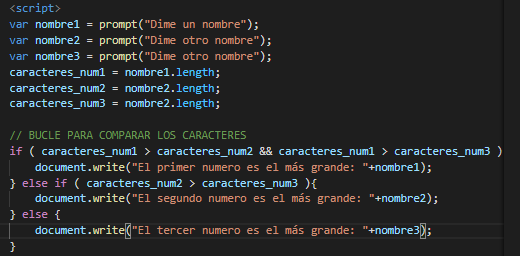 <script>
var nombre1 = prompt("Dime un nombre");
var nombre2 = prompt("Dime otro nombre");
var nombre3 = prompt("Dime otro nombre");
caracteres_num1 = nombre1.length;
caracteres_num2 = nombre2.length;
caracteres_num3 = nombre2.length;
// BUCLE PARA COMPARAR LOS CARACTERES
if ( caracteres_num1 > caracteres_num2 && caracteres_num1 > caracteres_num3 )
document.write("El primer numero es el más grande: "+nombre1);
} else if ( caracteres_num2 > caracteres_num3 ){
document.write("El segundo numero es el más grande: "+nombre2);
} else {
document.write("El tercer numero es el más grande: "+nombre3);
}